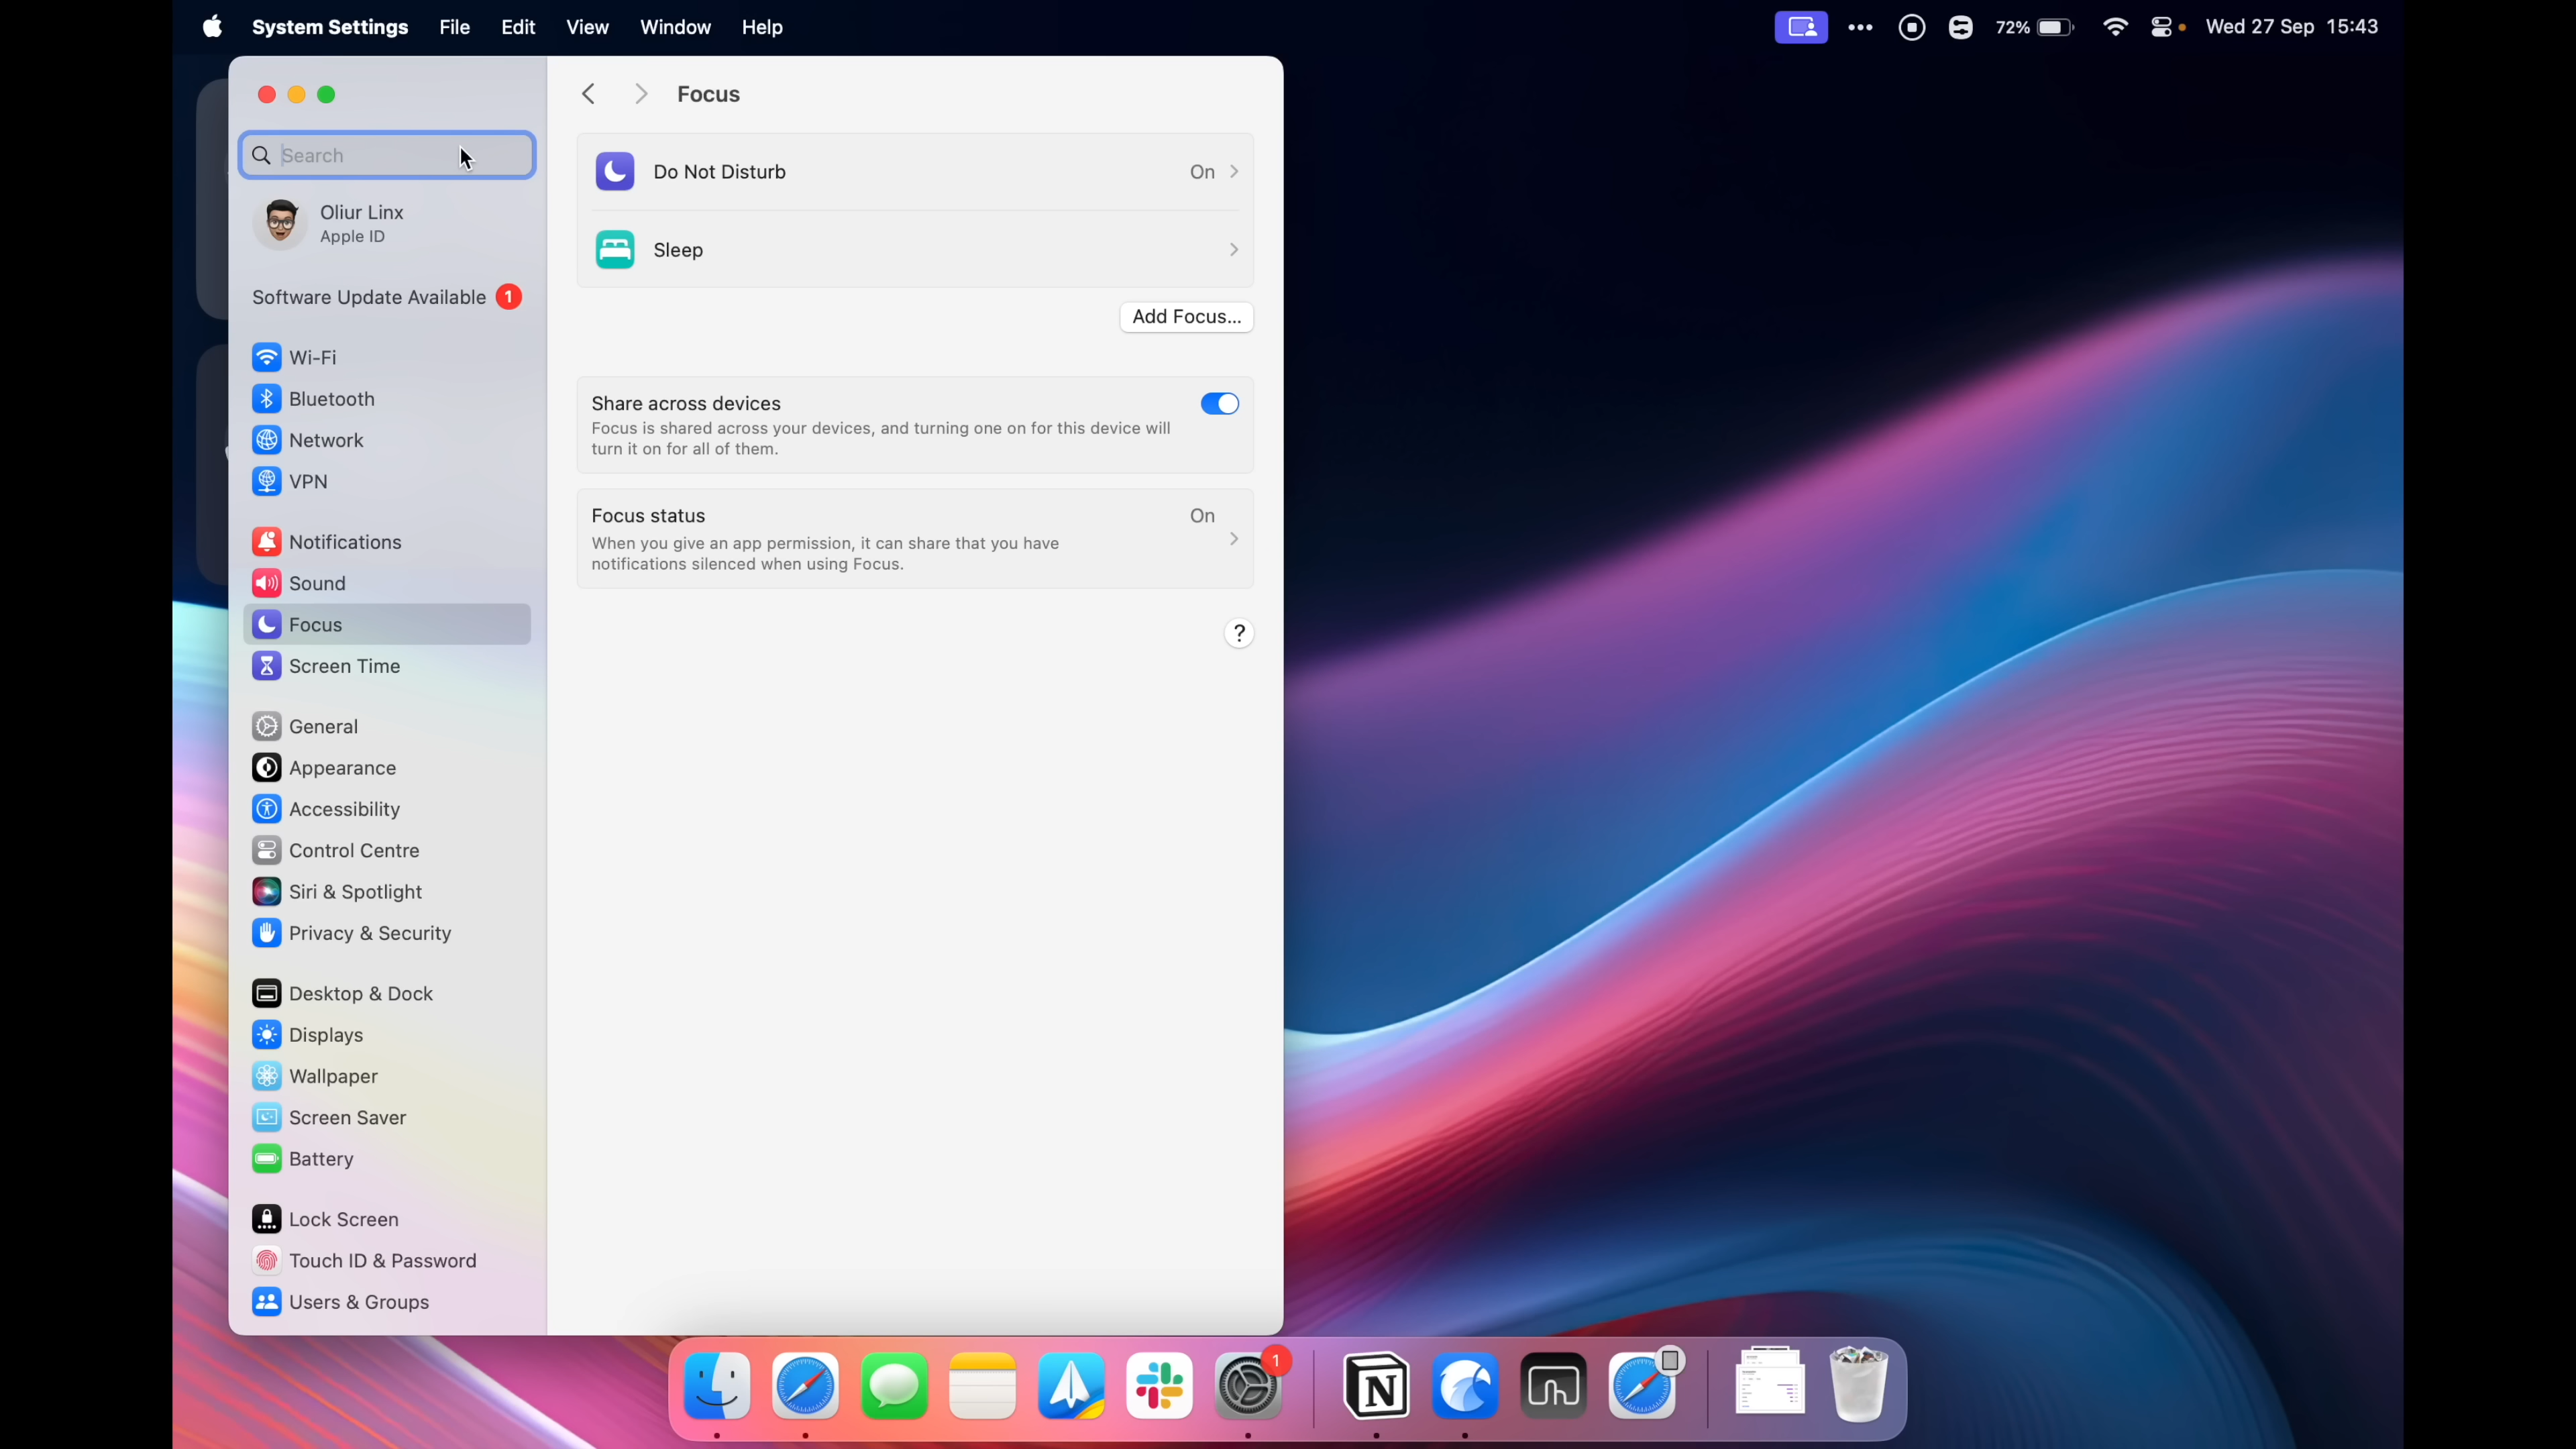 System Settings File Edit View Window Help
72% Wed 27 Sep 15:43
Search
Oliur Linx
Apple ID
Software Update Available 1
Wi-Fi
Bluetooth
Network
VPN
Notifications
Sound
Focus
Screen Time
General
Appearance
Accessibility
Control Centre
Siri & Spotlight
Privacy & Security
Desktop & Dock
Displays
Wallpaper
Screen Saver
Battery
Lock Screen
Touch ID & Password
Users & Groups
Focus
Do Not Disturb On
Sleep
Add Focus...
Share across devices
Focus is shared across your devices, and turning one on for this device will
turn it on for all of them.
Focus status On
When you give an app permission, it can share that you have
notifications silenced when using Focus.
?
1
N